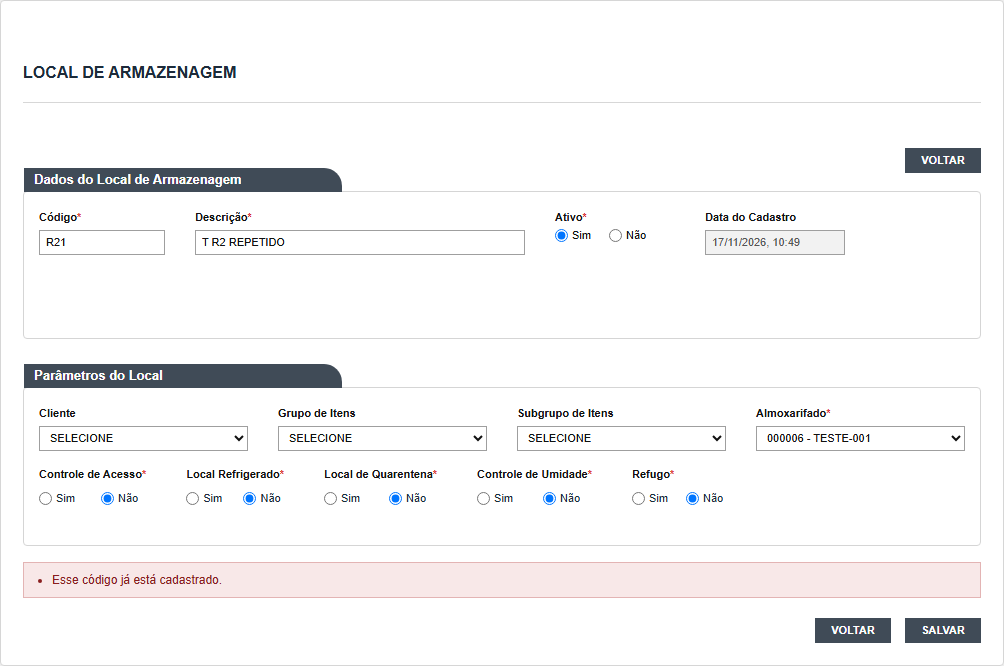 LOCAL DE ARMAZENAGEM
VOLTAR
Dados do Local de Armazenagem
Código* Descrição* Ativo* Data do Cadastro
R21 T R2 REPETIDO Sim Não 17/11/2026, 10:49
Parâmetros do Local
Cliente Grupo de Itens Subgrupo de Itens Almoxarifado*
SELECIONE SELECIONE SELECIONE 000006 - TESTE-001
Controle de Acesso* Local Refrigerado* Local de Quarentena* Controle de Umidade* Refugo*
Sim Não Sim Não Sim Não Sim Não Sim Não
Esse código já está cadastrado.
VOLTAR SALVAR